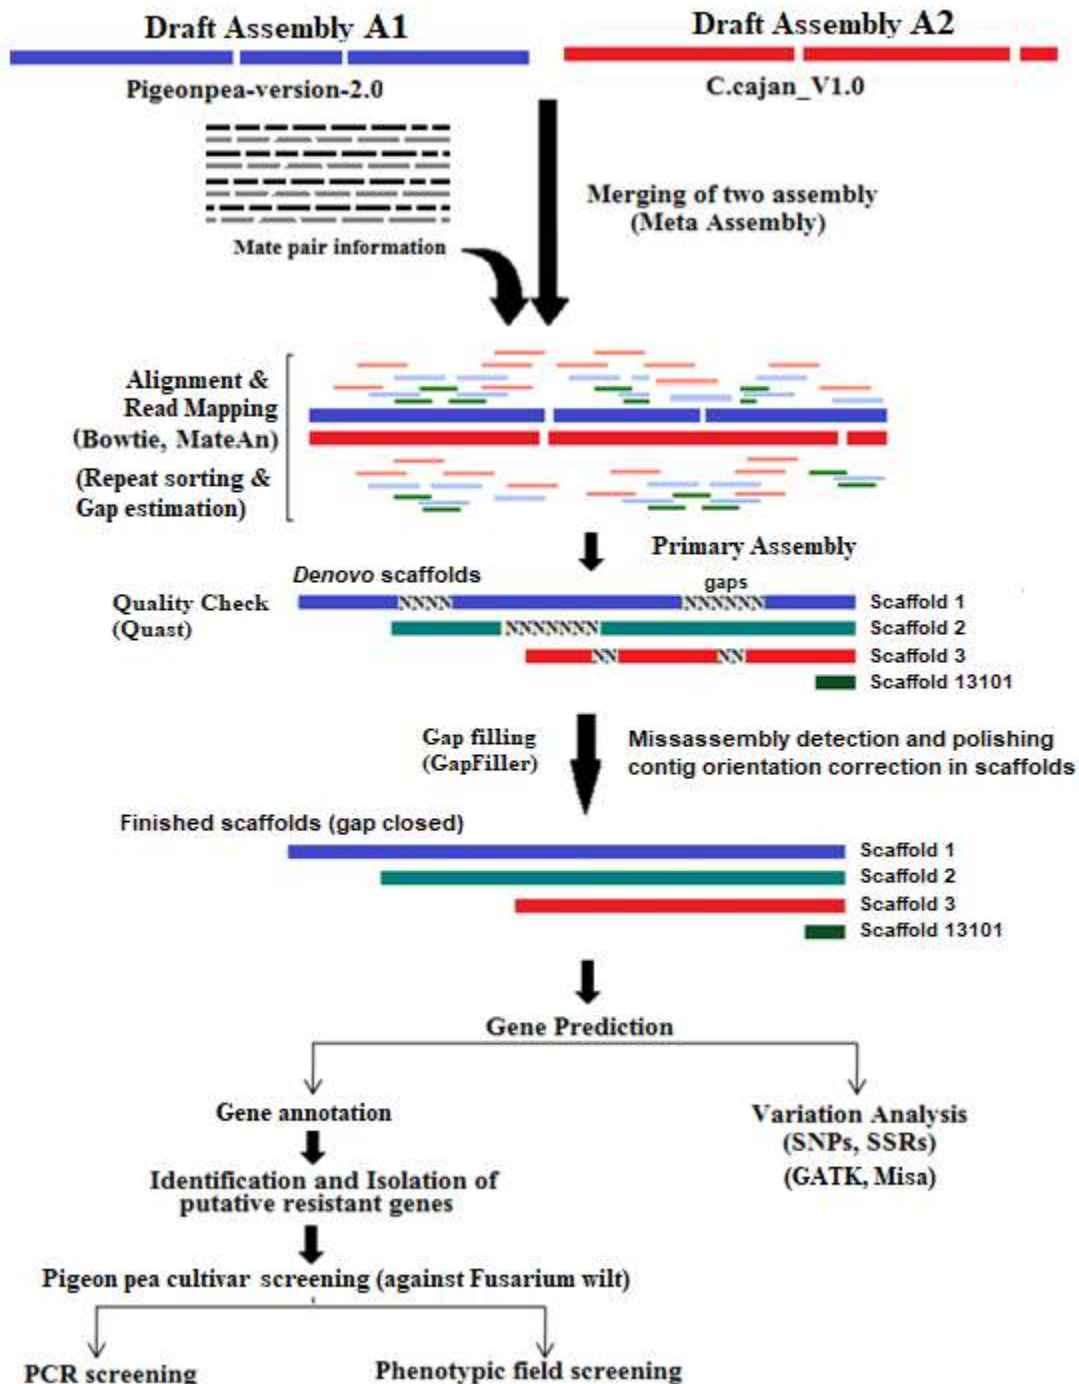 Draft Assembly A1
Draft Assembly A2
Pigeonpea-version-2.0
C.cajan_V1.0
Mate pair information
Merging of two assembly
(Meta Assembly)
Alignment &
Read Mapping
(Bowtie, MateAn)
(Repeat sorting &
Gap estimation)
Primary Assembly
Denovo scaffolds
gaps
Quality Check
(Quast)
NNNN
NNNNNN
Scaffold 1
NNNNNNN
Scaffold 2
NN
NN
Scaffold 3
Scaffold 13101
Gap filling
(GapFiller)
Missassembly detection and polishing
contig orientation correction in scaffolds
Finished scaffolds (gap closed)
Scaffold 1
Scaffold 2
Scaffold 3
Scaffold 13101
Gene Prediction
Gene annotation
Identification and Isolation of
putative resistant genes
Variation Analysis
(SNPs, SSRs)
(GATK, Misa)
Pigeon pea cultivar screening (against Fusarium wilt)
PCR screening
Phenotypic field screening